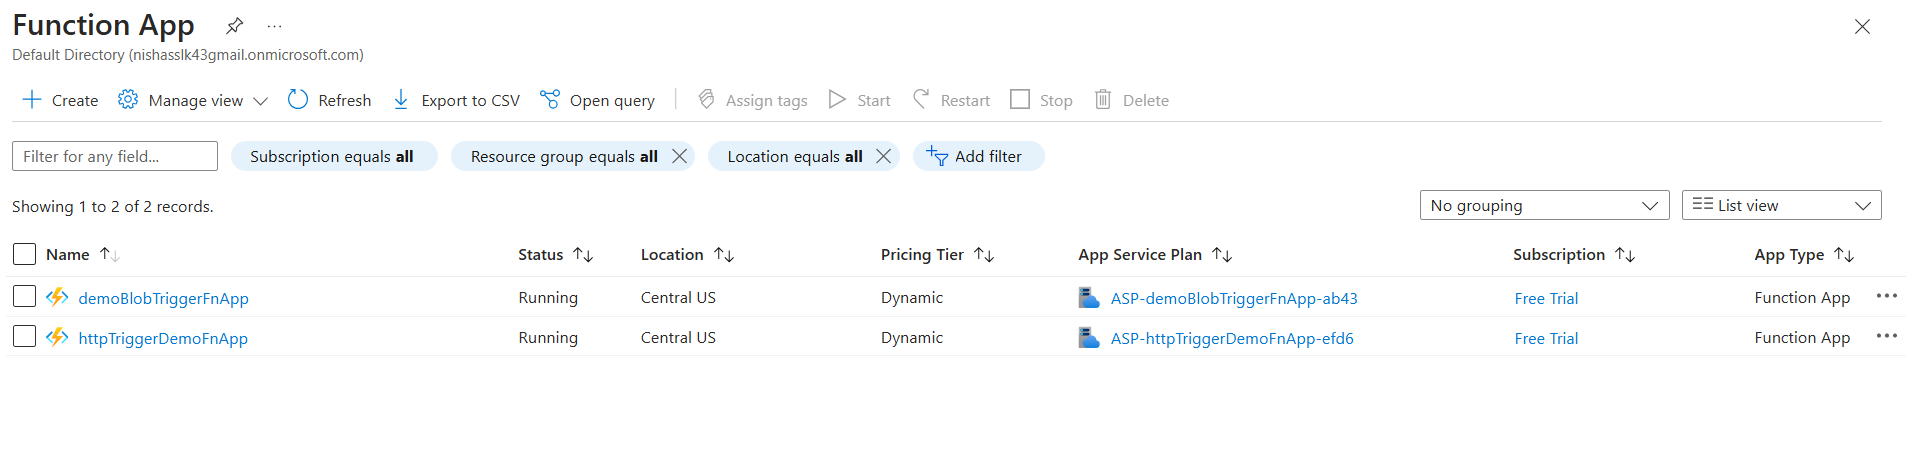 Function App ...
Default Directory (nishasslk43gmail.onmicrosoft.com)
Create Manage view Refresh Export to CSV Open query Assign tags Start Restart Stop Delete
Filter for any field... Subscription equals all Resource group equals all Location equals all Add filter
Showing 1 to 2 of 2 records. No grouping List view
Name Status Location Pricing Tier App Service Plan Subscription App Type
demoBlobTriggerFnApp Running Central US Dynamic ASP-demoBlobTriggerFnApp-ab43 Free Trial Function App ...
httpTriggerDemoFnApp Running Central US Dynamic ASP-httpTriggerDemoFnApp-efd6 Free Trial Function App ...